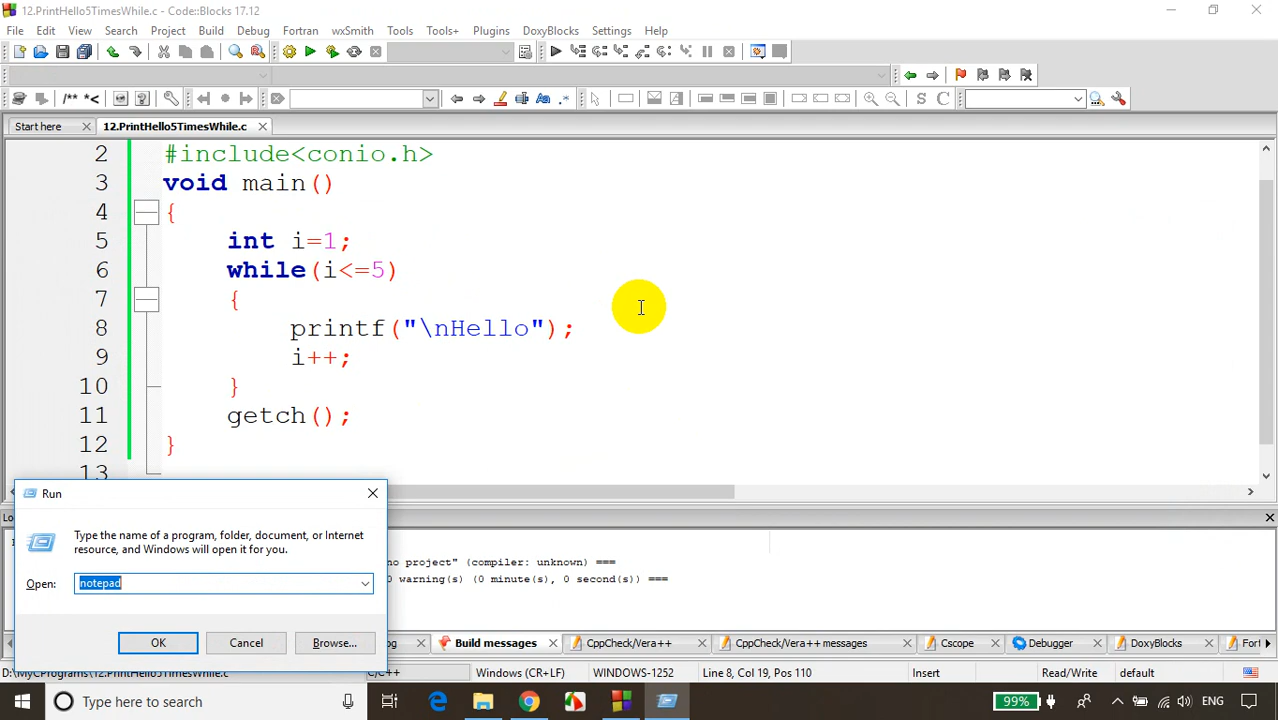 12.PrintHello5TimesWhile.c - Code::Blocks 17.12
File Edit View Search Project Build Debug Fortran wxSmith Tools Tools+ Plugins DoxyBlocks Settings Help
/** *<
S C
Start here 12.PrintHello5TimesWhile.c
2 #include<conio.h>
3 void main()
4 {
5 int i=1;
6 while(i<=5)
7 {
8 printf("\nHello");
9 i++;
10 }
11 getch();
12 }
13
Run
Type the name of a program, folder, document, or Internet
resource, and Windows will open it for you.
Open: notepad
OK Cancel Browse...
no project" (compiler: unknown) ===
0 warning(s) (0 minute(s), 0 second(s)) ===
Build messages CppCheck/Vera++ CppCheck/Vera++ messages Cscope Debugger DoxyBlocks
D:\MyCPrograms\12.PrintHello5TimesWhile.c C/C++ Windows (CR+LF) WINDOWS-1252 Line 8, Col 19, Pos 110 Insert Read/Write default
Type here to search 99% ENG